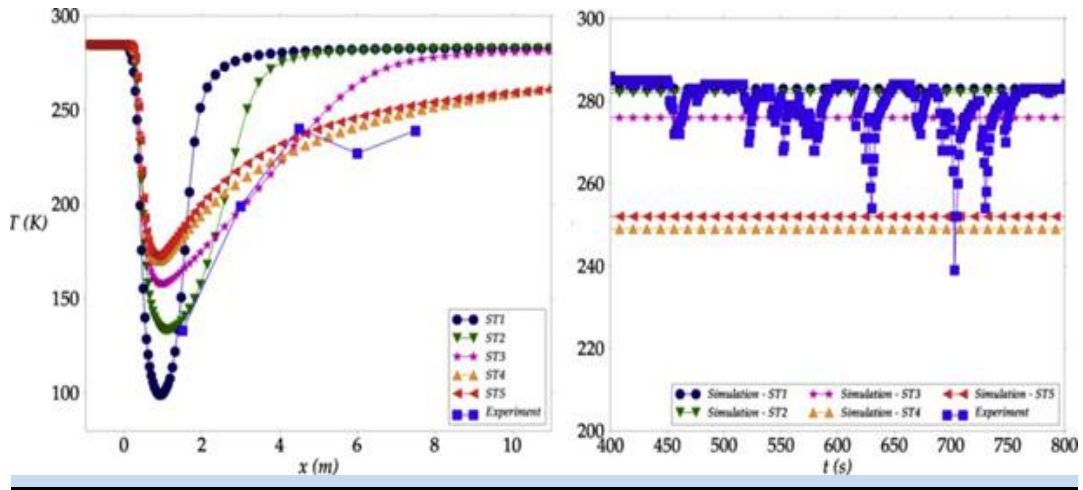 300
250
200
150
100
T (K)
0 2 4 6 8 10
x (m)
ST1
ST2
ST3
ST4
ST5
Experiment
300
280
260
240
220
200
400 450 500 550 600 650 700 750 800
t (s)
Simulation - ST1 Simulation - ST3 Simulation - ST5
Simulation - ST2 Simulation - ST4 Experiment